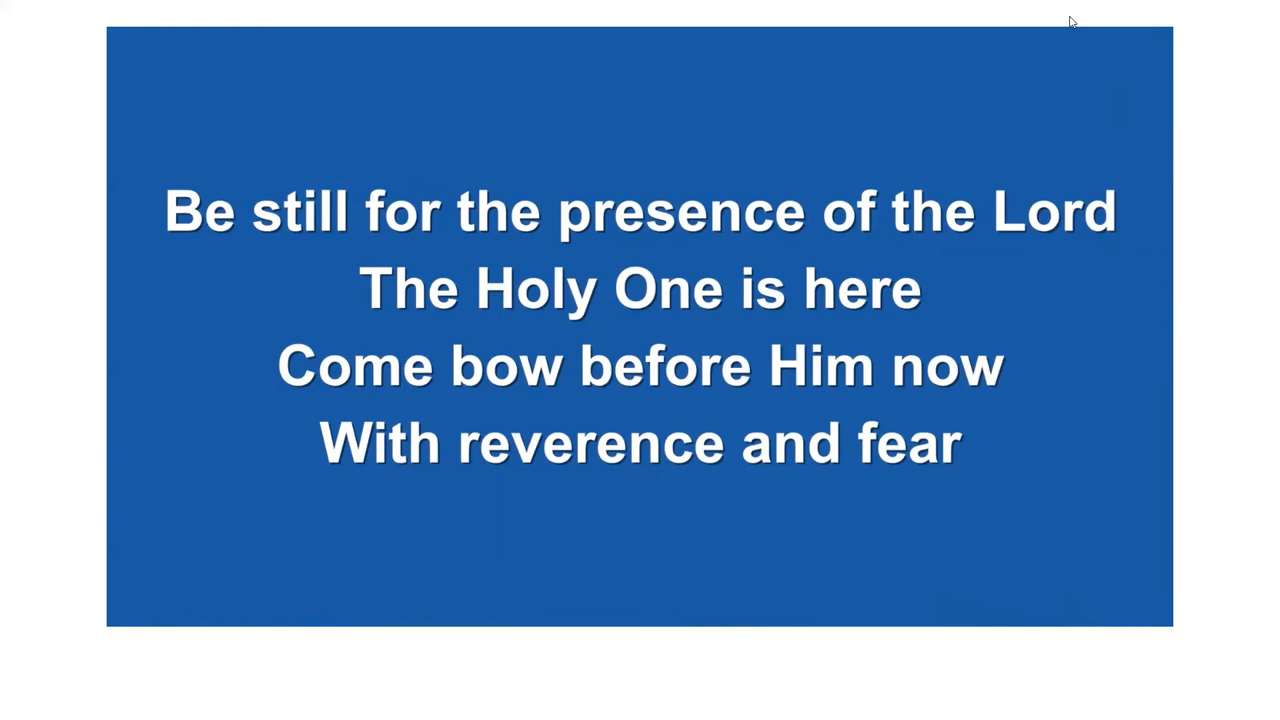 Be still for the presence of the Lord
The Holy One is here
Come bow before Him now
With reverence and fear